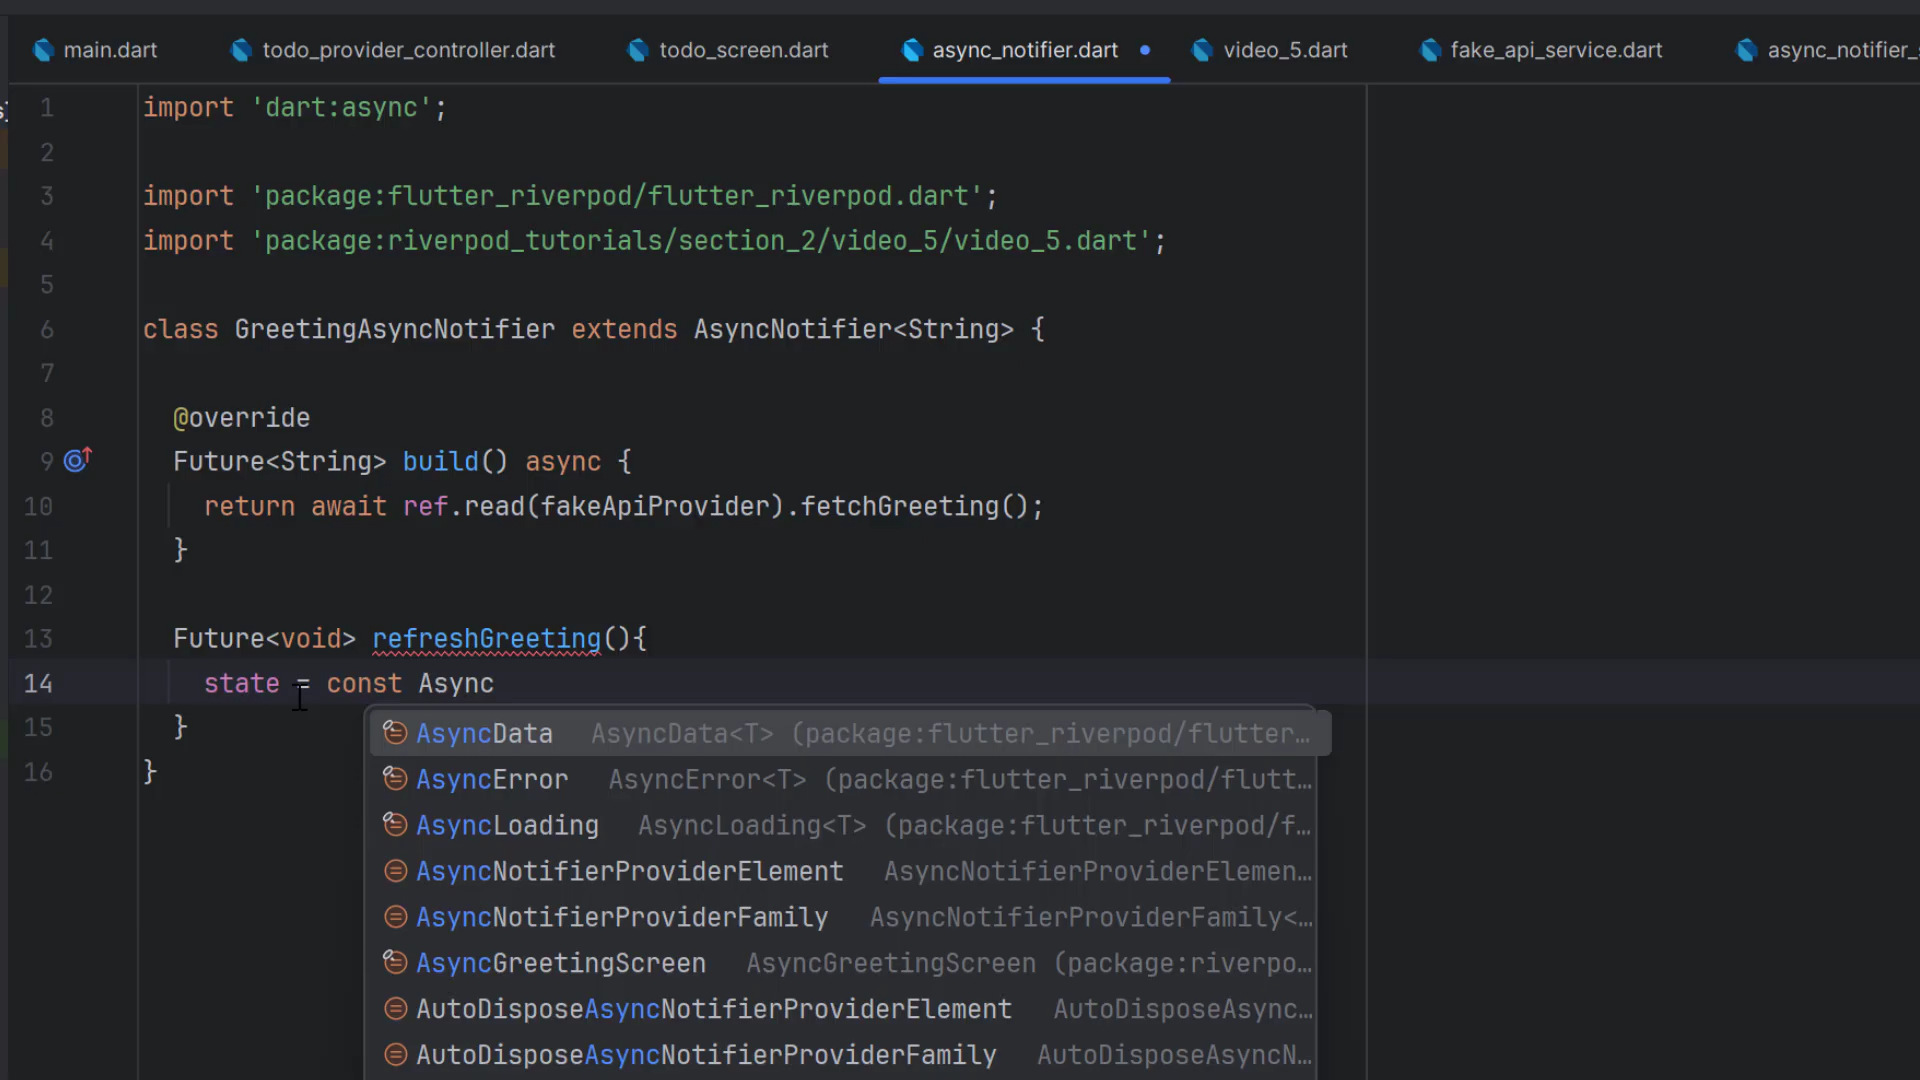 main.dart todo_provider_controller.dart todo_screen.dart async_notifier.dart video_5.dart fake_api_service.dart async_notifier_s
1 import 'dart:async';
2
3 import 'package:flutter_riverpod/flutter_riverpod.dart';
4 import 'package:riverpod_tutorials/section_2/video_5/video_5.dart';
5
6 class GreetingAsyncNotifier extends AsyncNotifier<String> {
7
8 @override
9 Future<String> build() async {
10 return await ref.read(fakeApiProvider).fetchGreeting();
11 }
12
13 Future<void> refreshGreeting(){
14 state = const Async
15 }
16 }
AsyncData AsyncData<T> (package:flutter_riverpod/flutter…
AsyncError AsyncError<T> (package:flutter_riverpod/flutt…
AsyncLoading AsyncLoading<T> (package:flutter_riverpod/f…
AsyncNotifierProviderElement AsyncNotifierProviderElemen…
AsyncNotifierProviderFamily AsyncNotifierProviderFamily<…
AsyncGreetingScreen AsyncGreetingScreen (package:riverpo…
AutoDisposeAsyncNotifierProviderElement AutoDisposeAsync…
AutoDisposeAsyncNotifierProviderFamily AutoDisposeAsyncN…